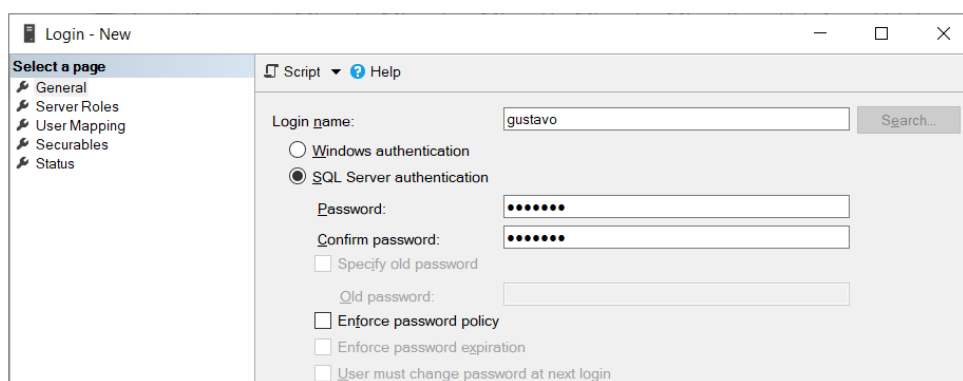 Login - New
Select a page
General
Server Roles
User Mapping
Securables
Status
Script Help
Login name: gustavo Search...
Windows authentication
SQL Server authentication
Password: •••••••
Confirm password: •••••••
Specify old password
Old password:
Enforce password policy
Enforce password expiration
User must change password at next login